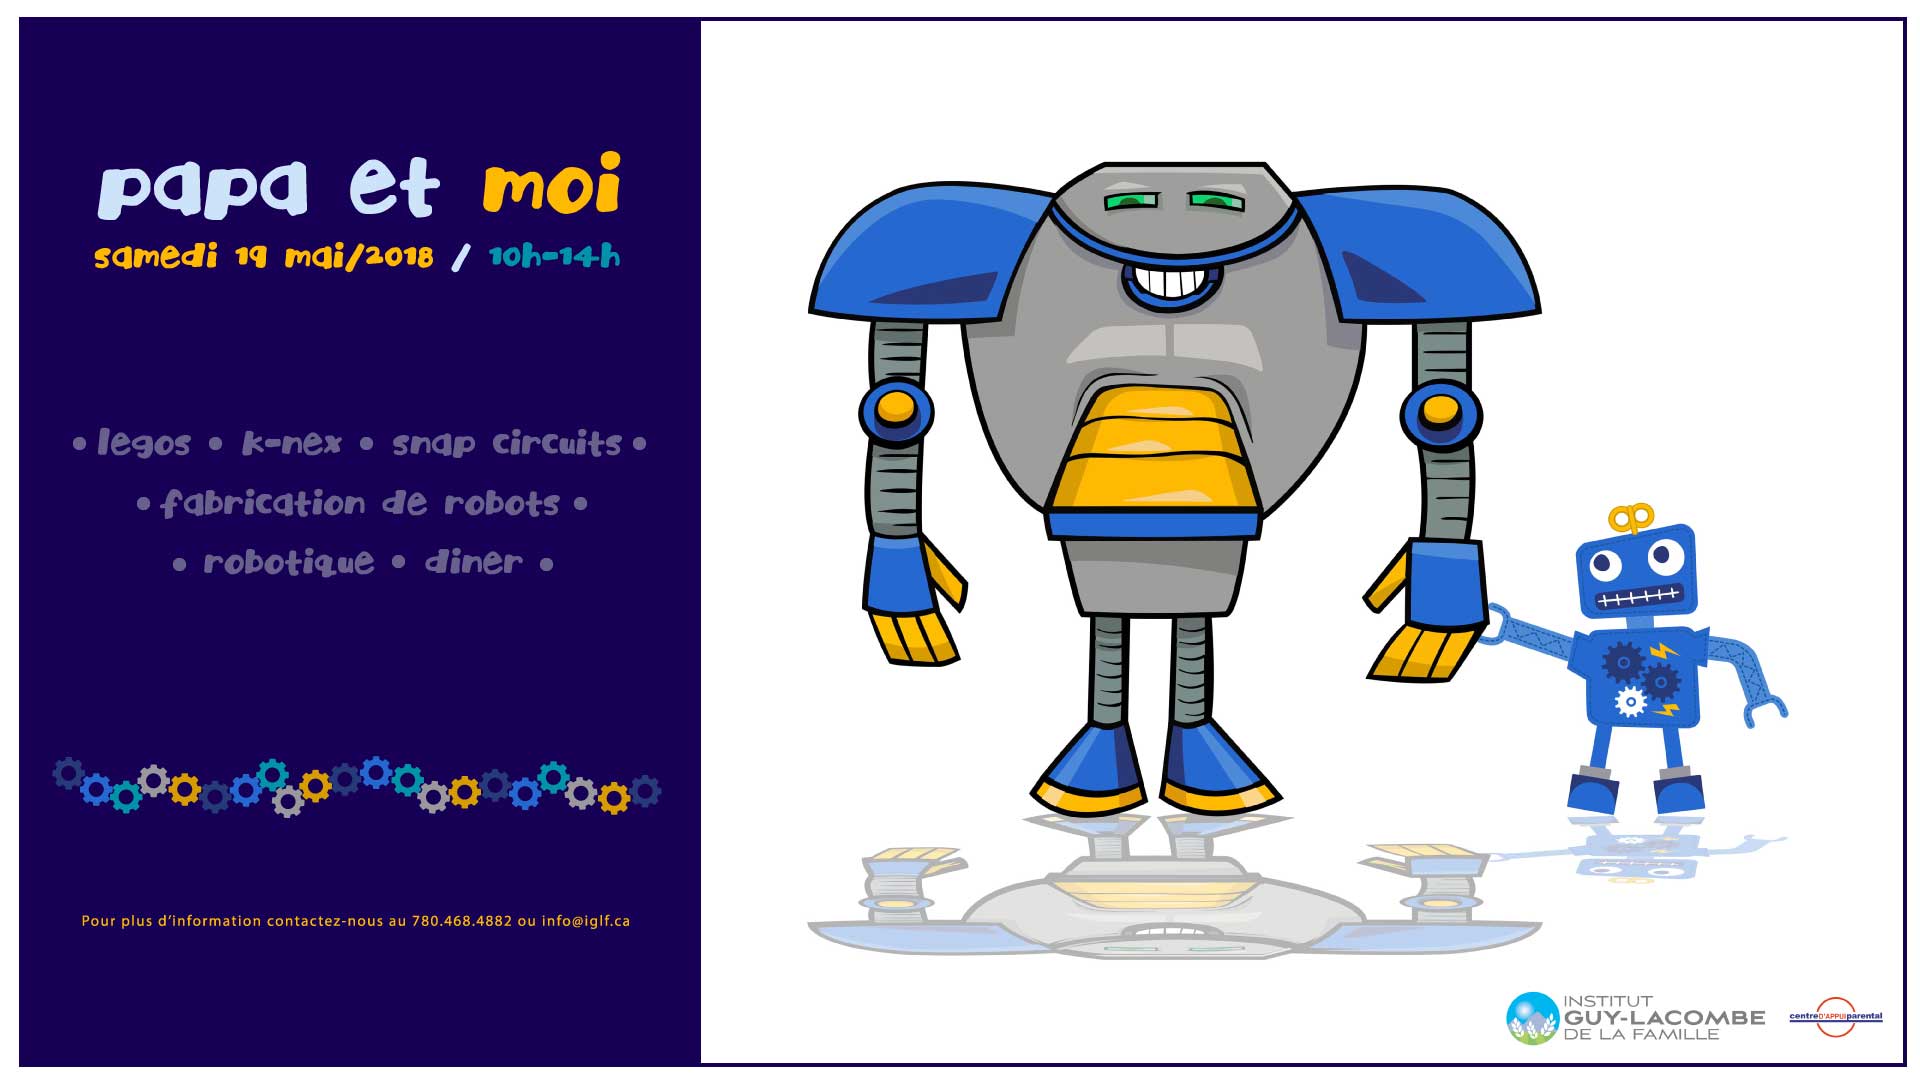 papa et moi
samedi 19 mai/2018 / 10h-14h
• legos • k-nex • snap circuits •
• fabrication de robots •
• robotique • diner •
Pour plus d'information contactez-nous au 780.468.4882 ou info@iglf.ca
INSTITUT
GUY-LACOMBE
DE LA FAMILLE
centre D'APPUI parental